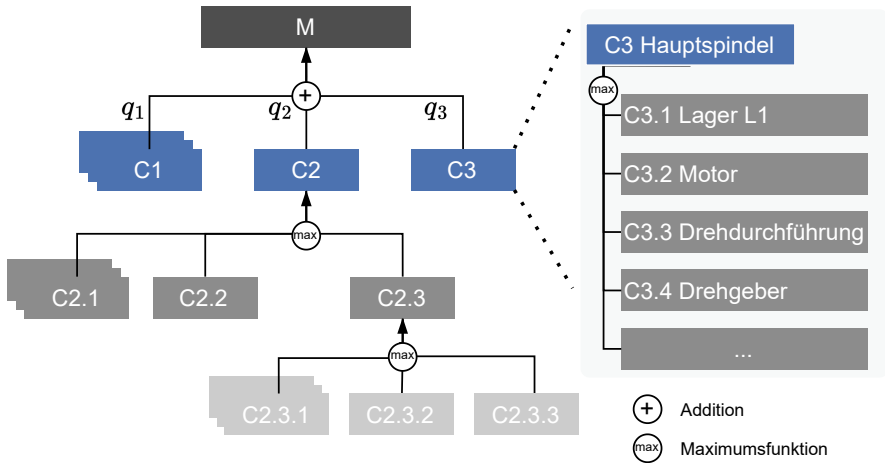 M
q1
q2
q3
C1
C2
C3
max
C2.1
C2.2
C2.3
max
C2.3.1
C2.3.2
C2.3.3
C3 Hauptspindel
max
C3.1 Lager L1
C3.2 Motor
C3.3 Drehdurchführung
C3.4 Drehgeber
...
+ Addition
max Maximumsfunktion